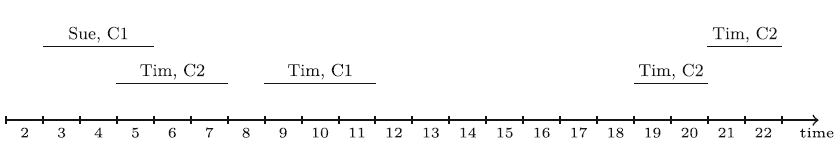 Sue, C1
Tim, C2
Tim, C2
Tim, C1
Tim, C2
2 3 4 5 6 7 8 9 10 11 12 13 14 15 16 17 18 19 20 21 22 time